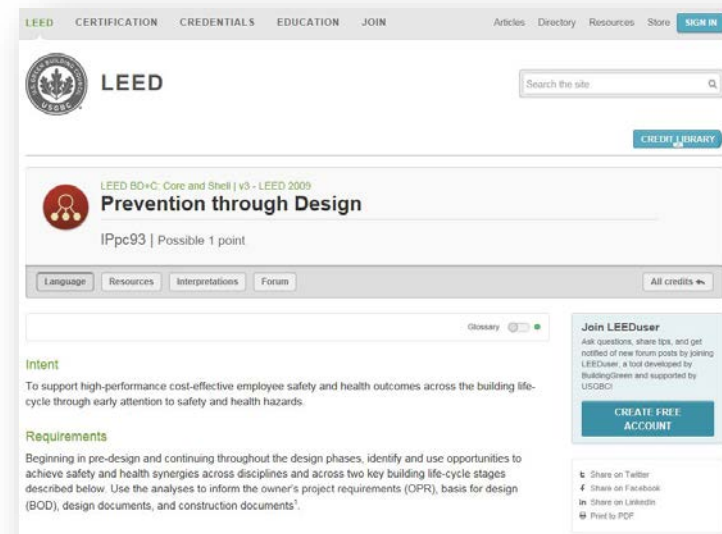 LEED CERTIFICATION CREDENTIALS EDUCATION JOIN Articles Directory Resources Store SIGN IN
U.S. GREEN BUILDING COUNCIL
USGBC
LEED
Search the site
CREDIT LIBRARY
LEED BD+C: Core and Shell | v3 - LEED 2009
Prevention through Design
IPpc93 | Possible 1 point
Language Resources Interpretations Forum All credits
Glossary
Intent
To support high-performance cost-effective employee safety and health outcomes across the building life-
cycle through early attention to safety and health hazards.
Requirements
Beginning in pre-design and continuing throughout the design phases, identify and use opportunities to
achieve safety and health synergies across disciplines and across two key building life-cycle stages
described below. Use the analyses to inform the owner's project requirements (OPR), basis for design
(BOD), design documents, and construction documents¹.
Join LEEDuser
Ask questions, share tips, and get
notified of new forum posts by joining
LEEDuser, a tool developed by
BuildingGreen and supported by
USGBC!
CREATE FREE
ACCOUNT
Share on Twitter
Share on Facebook
Share on LinkedIn
Print to PDF